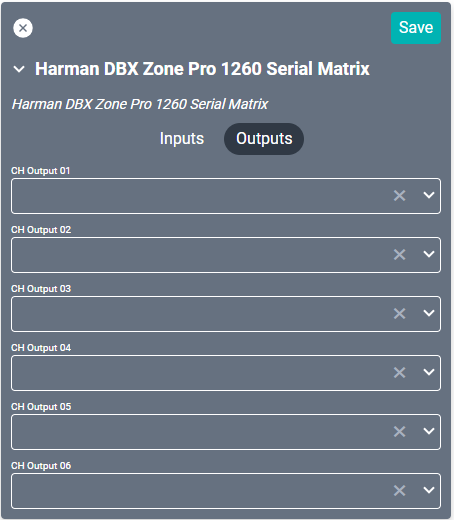 Save
Harman DBX Zone Pro 1260 Serial Matrix
Harman DBX Zone Pro 1260 Serial Matrix
Inputs Outputs
CH Output 01
CH Output 02
CH Output 03
CH Output 04
CH Output 05
CH Output 06